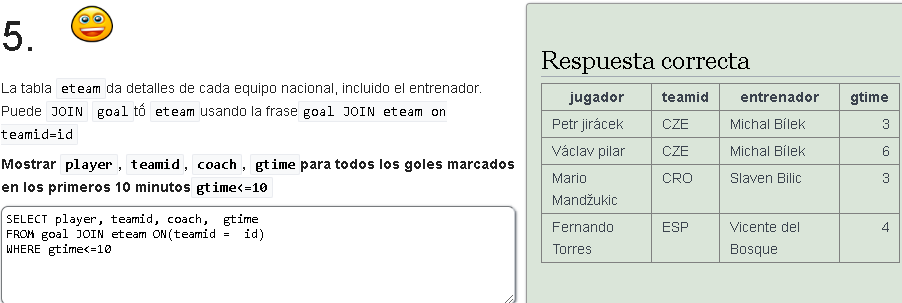 5.
La tabla eteam da detalles de cada equipo nacional, incluido el entrenador.
Puede JOIN goal tố eteam usando la frase goal JOIN eteam on
teamid=id
Mostrar player, teamid, coach, gtime para todos los goles marcados
en los primeros 10 minutos gtime<=10
SELECT player, teamid, coach,  gtime
FROM goal JOIN eteam ON(teamid =  id)
WHERE gtime<=10
Respuesta correcta
jugador teamid entrenador gtime
Petr jirácek CZE Michal Bílek 3
Václav pilar CZE Michal Bílek 6
Mario CRO Slaven Bilic 3
Mandžukic
Fernando ESP Vicente del 4
Torres Bosque